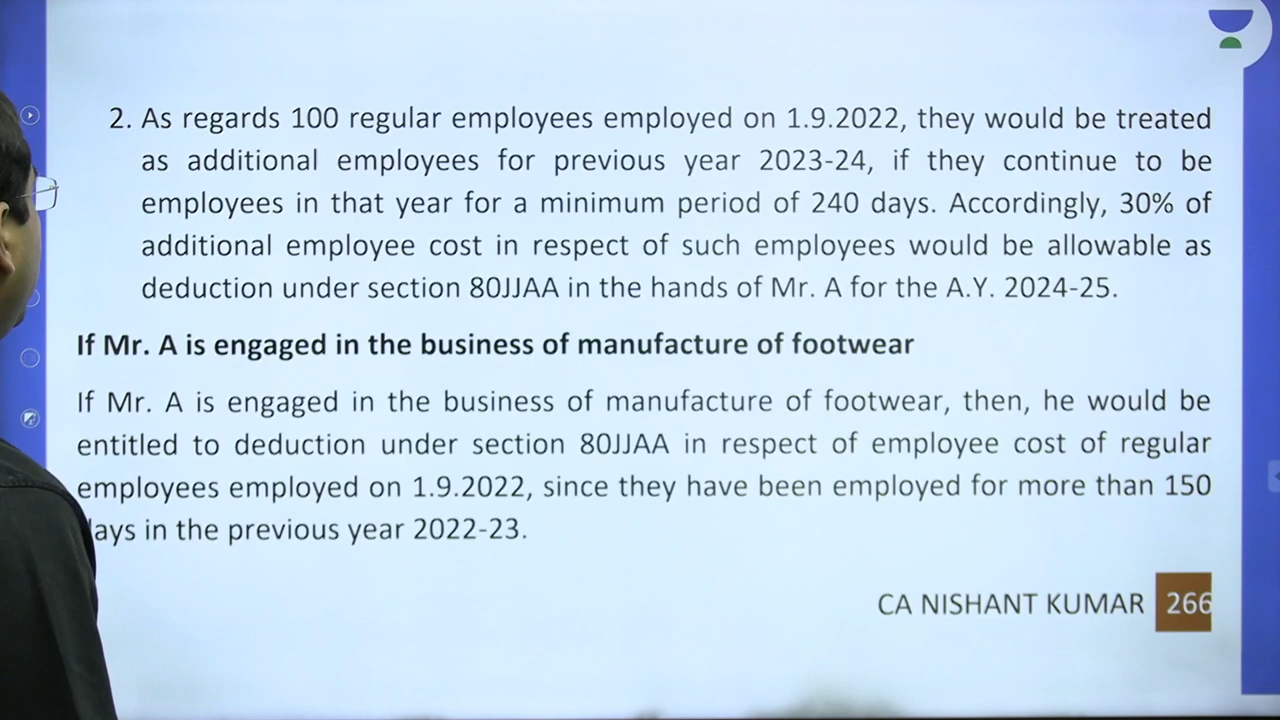 2. As regards 100 regular employees employed on 1.9.2022, they would be treated
as additional employees for previous year 2023-24, if they continue to be
employees in that year for a minimum period of 240 days. Accordingly, 30% of
additional employee cost in respect of such employees would be allowable as
deduction under section 80JJAA in the hands of Mr. A for the A.Y. 2024-25.
If Mr. A is engaged in the business of manufacture of footwear
If Mr. A is engaged in the business of manufacture of footwear, then, he would be
entitled to deduction under section 80JJAA in respect of employee cost of regular
employees employed on 1.9.2022, since they have been employed for more than 150
ays in the previous year 2022-23.
CA NISHANT KUMAR 266